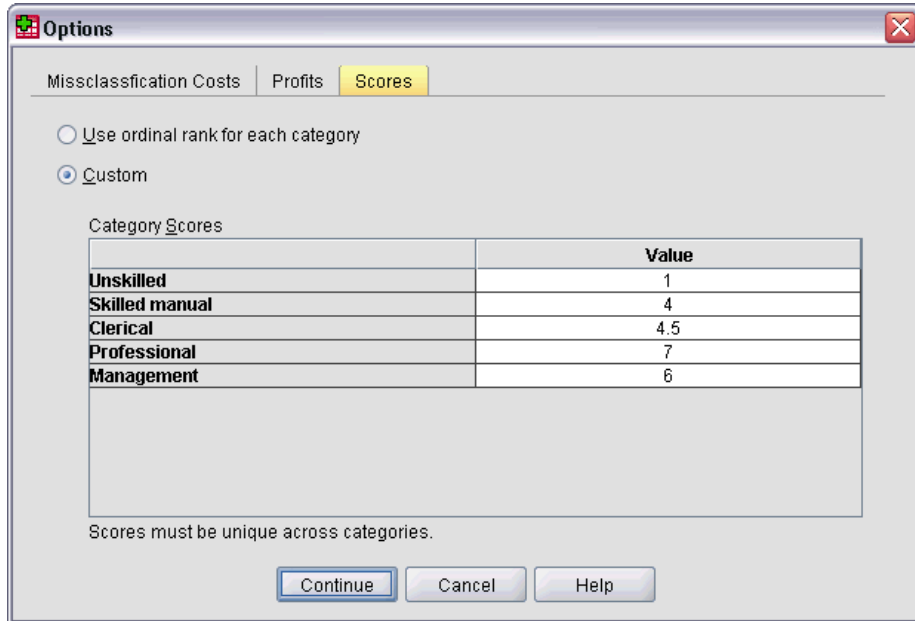 Options
Missclassfication Costs Profits Scores
Use ordinal rank for each category
Custom
Category Scores
Value
Unskilled 1
Skilled manual 4
Clerical 4.5
Professional 7
Management 6
Scores must be unique across categories.
Continue Cancel Help